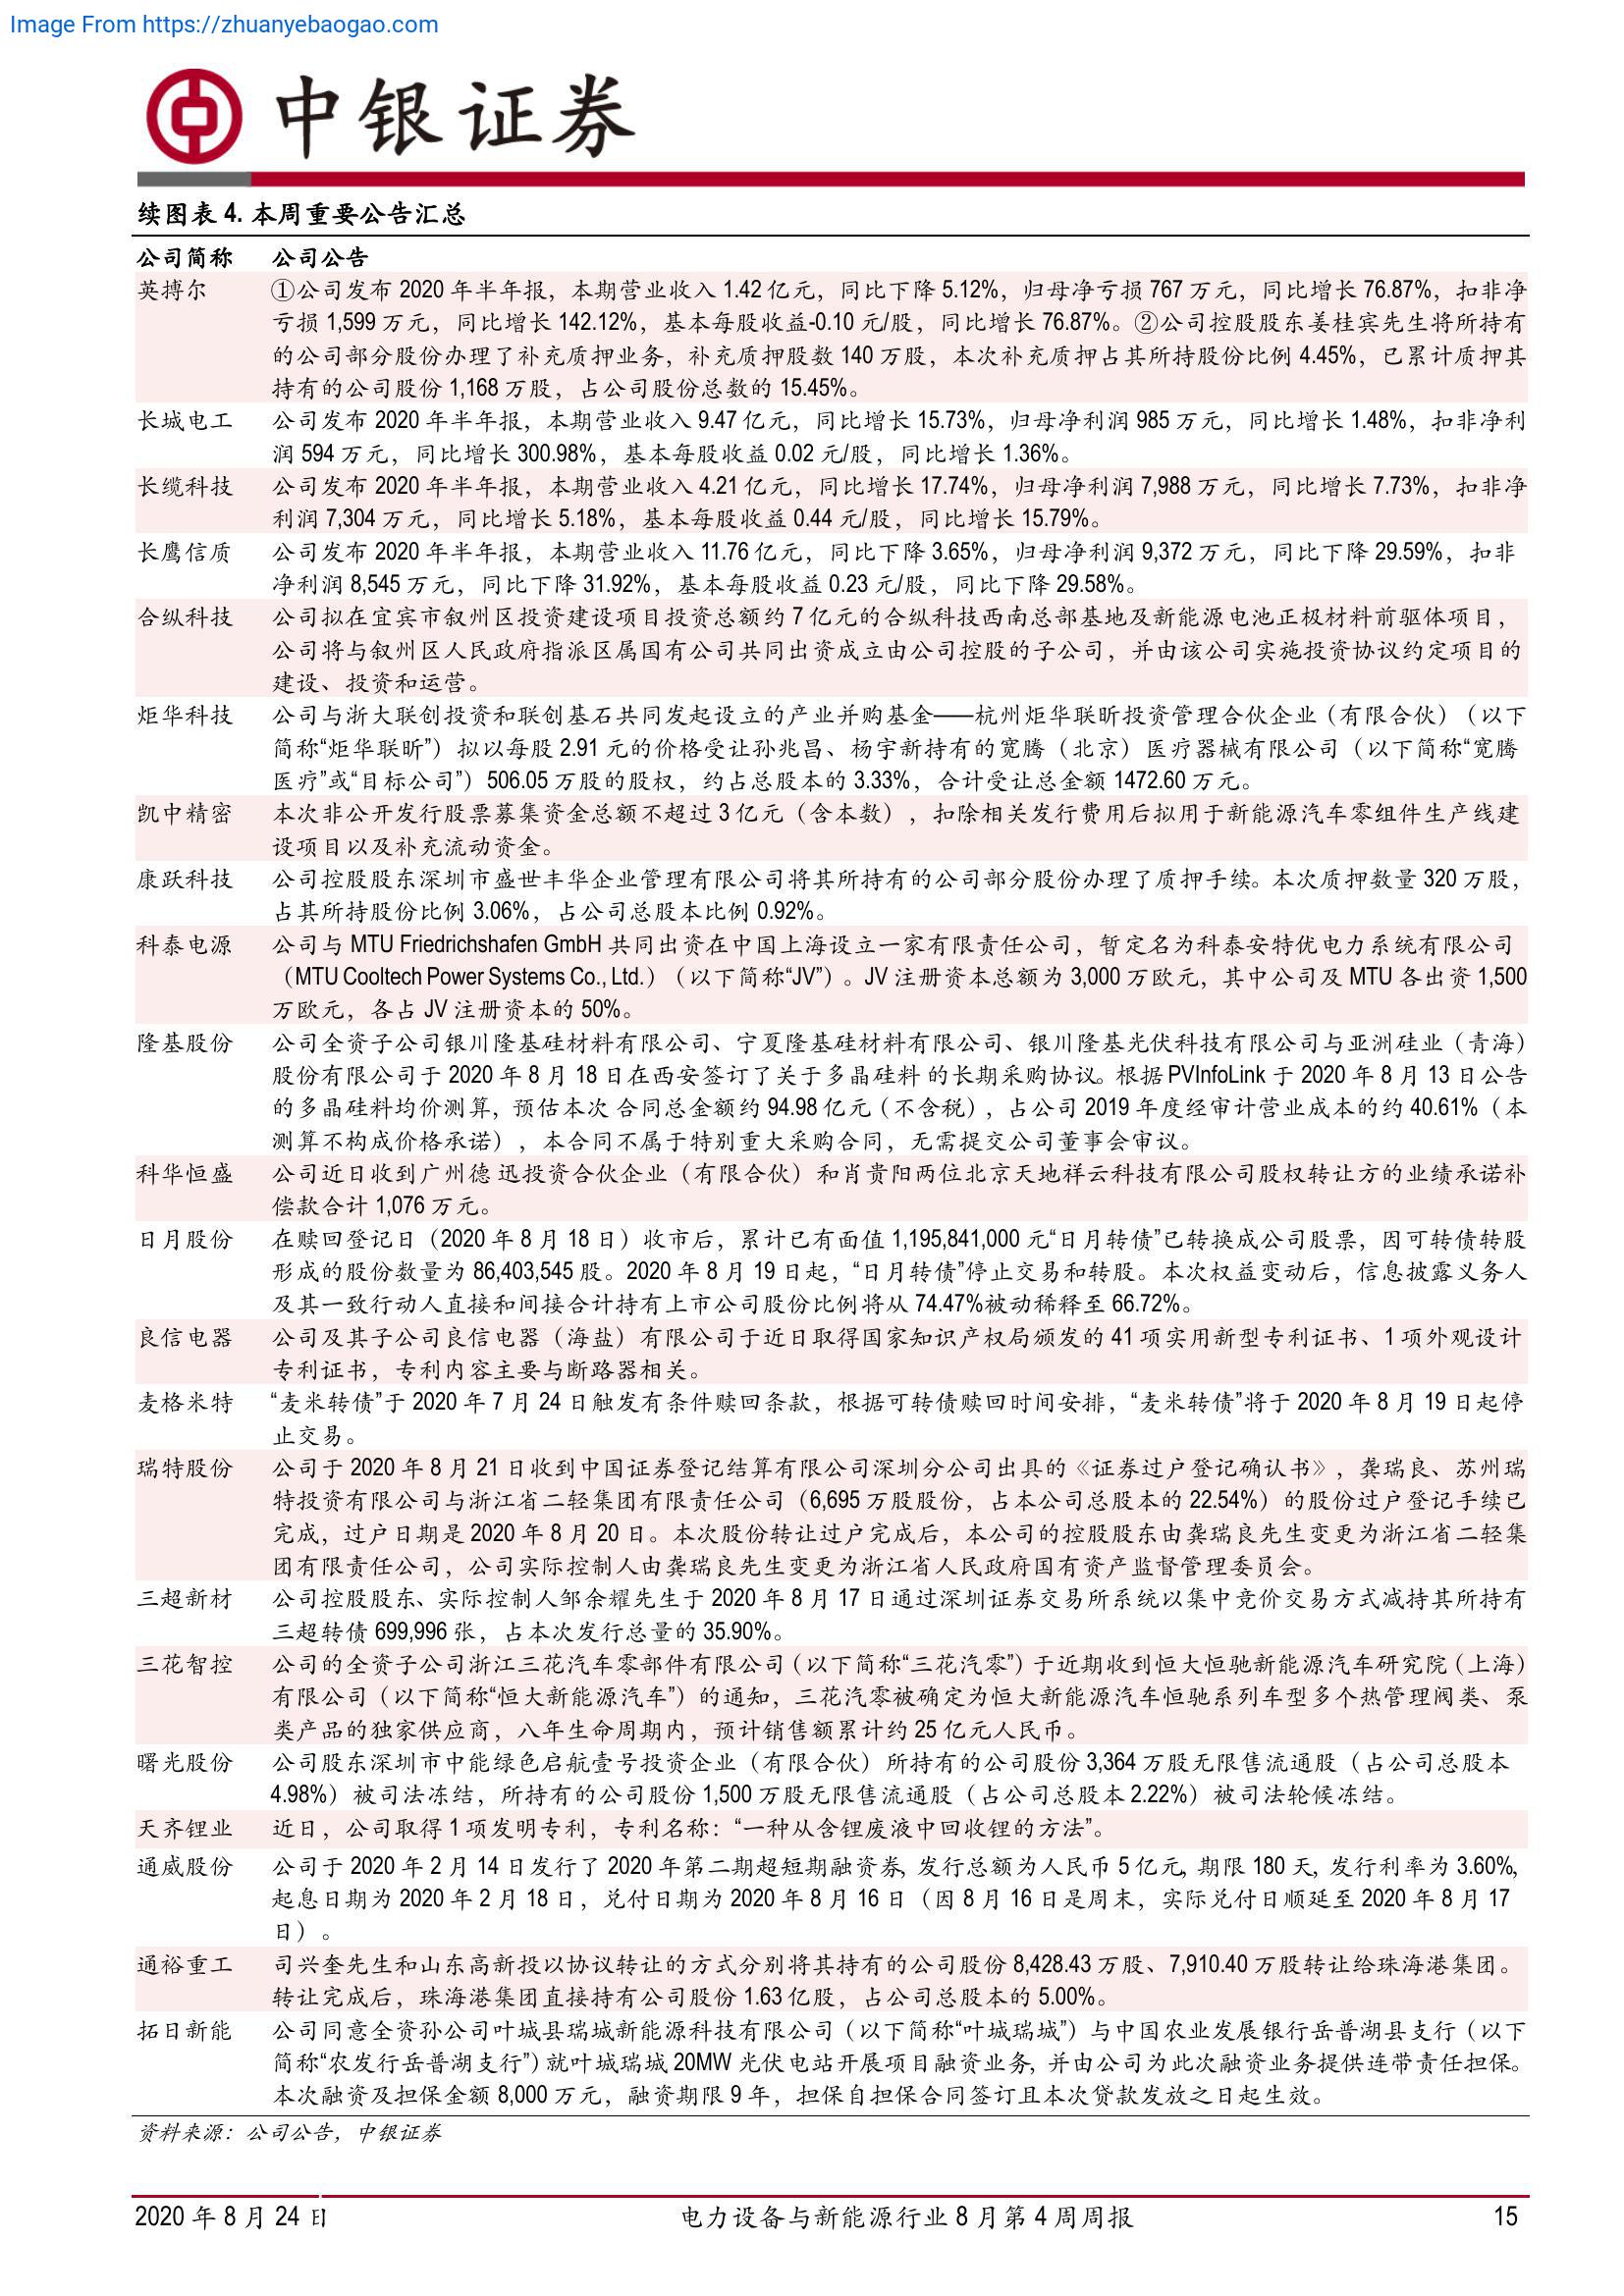 Image From https://zhuanyebaogao.com
中银证券
续图表 4. 本周重要公告汇总
公司简称 公司公告
英搏尔 ①公司发布 2020 年半年报，本期营业收入 1.42 亿元，同比下降 5.12%，归母净亏损 767 万元，同比增长 76.87%，扣非净
亏损 1,599 万元，同比增长 142.12%，基本每股收益-0.10 元/股，同比增长 76.87%。②公司控股股东姜桂宾先生将所持有
的公司部分股份办理了补充质押业务，补充质押股数 140 万股，本次补充质押占其所持股份比例 4.45%，已累计质押其
持有的公司股份 1,168 万股，占公司股份总数的 15.45%。
长城电工 公司发布 2020 年半年报，本期营业收入 9.47 亿元，同比增长 15.73%，归母净利润 985 万元，同比增长 1.48%，扣非净利
润 594 万元，同比增长 300.98%，基本每股收益 0.02 元/股，同比增长 1.36%。
长缆科技 公司发布 2020 年半年报，本期营业收入 4.21 亿元，同比增长 17.74%，归母净利润 7,988 万元，同比增长 7.73%，扣非净
利润 7,304 万元，同比增长 5.18%，基本每股收益 0.44 元/股，同比增长 15.79%。
长鹰信质 公司发布 2020 年半年报，本期营业收入 11.76 亿元，同比下降 3.65%，归母净利润 9,372 万元，同比下降 29.59%，扣非
净利润 8,545 万元，同比下降 31.92%，基本每股收益 0.23 元/股，同比下降 29.58%。
合纵科技 公司拟在宜宾市叙州区投资建设项目投资总额约 7 亿元的合纵科技西南总部基地及新能源电池正极材料前驱体项目，
公司将与叙州区人民政府指派区属国有公司共同出资成立由公司控股的子公司，并由该公司实施投资协议约定项目的
建设、投资和运营。
炬华科技 公司与浙大联创投资和联创基石共同发起设立的产业并购基金——杭州炬华联昕投资管理合伙企业（有限合伙）（以下
简称“炬华联昕”）拟以每股 2.91 元的价格受让孙兆昌、杨宇新持有的宽腾（北京）医疗器械有限公司（以下简称“宽腾
医疗”或“目标公司”）506.05 万股的股权，约占总股本的 3.33%，合计受让总金额 1472.60 万元。
凯中精密 本次非公开发行股票募集资金总额不超过 3 亿元（含本数），扣除相关发行费用后拟用于新能源汽车零组件生产线建
设项目以及补充流动资金。
康跃科技 公司控股股东深圳市盛世丰华企业管理有限公司将其所持有的公司部分股份办理了质押手续。本次质押数量 320 万股，
占其所持股份比例 3.06%，占公司总股本比例 0.92%。
科泰电源 公司与 MTU Friedrichshafen GmbH 共同出资在中国上海设立一家有限责任公司，暂定名为科泰安特优电力系统有限公司
（MTU Cooltech Power Systems Co., Ltd.）（以下简称“JV”）。JV 注册资本总额为 3,000 万欧元，其中公司及 MTU 各出资 1,500
万欧元，各占 JV 注册资本的 50%。
隆基股份 公司全资子公司银川隆基硅材料有限公司、宁夏隆基硅材料有限公司、银川隆基光伏科技有限公司与亚洲硅业（青海）
股份有限公司于 2020 年 8 月 18 日在西安签订了关于多晶硅料 的长期采购协议。根据 PVInfoLink 于 2020 年 8 月 13 日公告
的多晶硅料均价测算，预估本次 合同总金额约 94.98 亿元（不含税），占公司 2019 年度经审计营业成本的约 40.61%（本
测算不构成价格承诺），本合同不属于特别重大采购合同，无需提交公司董事会审议。
科华恒盛 公司近日收到广州德 迅投资合伙企业（有限合伙）和肖贵阳两位北京天地祥云科技有限公司股权转让方的业绩承诺补
偿款合计 1,076 万元。
日月股份 在赎回登记日（2020 年 8 月 18 日）收市后，累计已有面值 1,195,841,000 元“日月转债”已转换成公司股票，因可转债转股
形成的股份数量为 86,403,545 股。2020 年 8 月 19 日起，“日月转债”停止交易和转股。本次权益变动后，信息披露义务人
及其一致行动人直接和间接合计持有上市公司股份比例将从 74.47%被动稀释至 66.72%。
良信电器 公司及其子公司良信电器（海盐）有限公司于近日取得国家知识产权局颁发的 41 项实用新型专利证书、1 项外观设计
专利证书，专利内容主要与断路器相关。
麦格米特 “麦米转债”于 2020 年 7 月 24 日触发有条件赎回条款，根据可转债赎回时间安排，“麦米转债”将于 2020 年 8 月 19 日起停
止交易。
瑞特股份 公司于 2020 年 8 月 21 日收到中国证券登记结算有限公司深圳分公司出具的《证券过户登记确认书》，龚瑞良、苏州瑞
特投资有限公司与浙江省二轻集团有限责任公司（6,695 万股股份，占本公司总股本的 22.54%）的股份过户登记手续已
完成，过户日期是 2020 年 8 月 20 日。本次股份转让过户完成后，本公司的控股股东由龚瑞良先生变更为浙江省二轻集
团有限责任公司，公司实际控制人由龚瑞良先生变更为浙江省人民政府国有资产监督管理委员会。
三超新材 公司控股股东、实际控制人邹余耀先生于 2020 年 8 月 17 日通过深圳证券交易所系统以集中竞价交易方式减持其所持有
三超转债 699,996 张，占本次发行总量的 35.90%。
三花智控 公司的全资子公司浙江三花汽车零部件有限公司（以下简称“三花汽零”）于近期收到恒大恒驰新能源汽车研究院（上海）
有限公司（以下简称“恒大新能源汽车”）的通知，三花汽零被确定为恒大新能源汽车恒驰系列车型多个热管理阀类、泵
类产品的独家供应商，八年生命周期内，预计销售额累计约 25 亿元人民币。
曙光股份 公司股东深圳市中能绿色启航壹号投资企业（有限合伙）所持有的公司股份 3,364 万股无限售流通股（占公司总股本
4.98%）被司法冻结，所持有的公司股份 1,500 万股无限售流通股（占公司总股本 2.22%）被司法轮候冻结。
天齐锂业 近日，公司取得 1 项发明专利，专利名称：“一种从含锂废液中回收锂的方法”。
通威股份 公司于 2020 年 2 月 14 日发行了 2020 年第二期超短期融资券，发行总额为人民币 5 亿元，期限 180 天，发行利率为 3.60%，
起息日期为 2020 年 2 月 18 日，兑付日期为 2020 年 8 月 16 日（因 8 月 16 日是周末，实际兑付日顺延至 2020 年 8 月 17
日）。
通裕重工 司兴奎先生和山东高新投以协议转让的方式分别将其持有的公司股份 8,428.43 万股、7,910.40 万股转让给珠海港集团。
转让完成后，珠海港集团直接持有公司股份 1.63 亿股，占公司总股本的 5.00%。
拓日新能 公司同意全资孙公司叶城县瑞城新能源科技有限公司（以下简称“叶城瑞城”）与中国农业发展银行岳普湖县支行（以下
简称“农发行岳普湖支行”）就叶城瑞城 20MW 光伏电站开展项目融资业务，并由公司为此次融资业务提供连带责任担保。
本次融资及担保金额 8,000 万元，融资期限 9 年，担保自担保合同签订且本次贷款发放之日起生效。
资料来源：公司公告，中银证券
2020 年 8 月 24 日 电力设备与新能源行业 8 月第 4 周周报 15